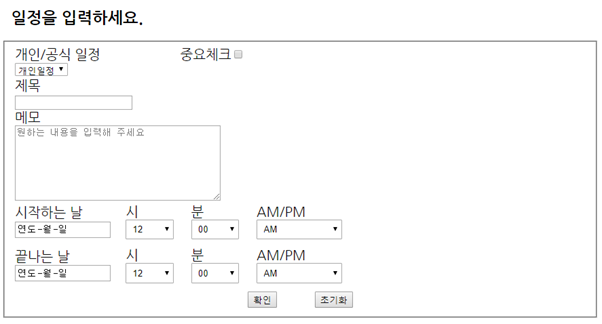 일정을 입력하세요.
개인/공식 일정 중요체크
개인일정
제목
메모
원하는 내용을 입력해 주세요
시작하는 날 시 분 AM/PM
연도-월-일 12 00 AM
끝나는 날 시 분 AM/PM
연도-월-일 12 00 AM
확인 초기화